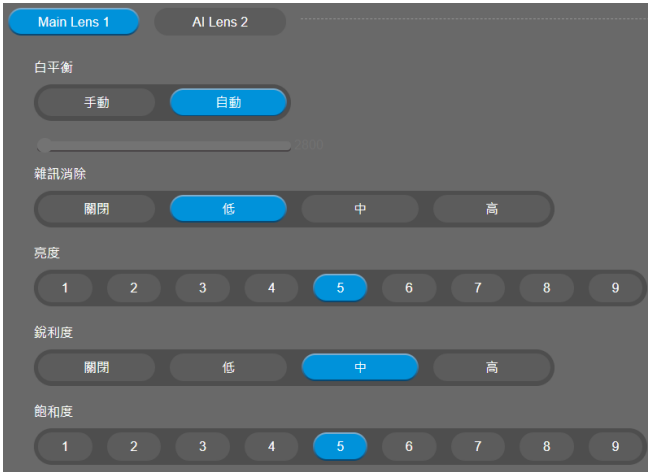 Main Lens 1 AI Lens 2
白平衡
手動 自動
2800
雜訊消除
關閉 低 中 高
亮度
1 2 3 4 5 6 7 8 9
銳利度
關閉 低 中 高
飽和度
1 2 3 4 5 6 7 8 9